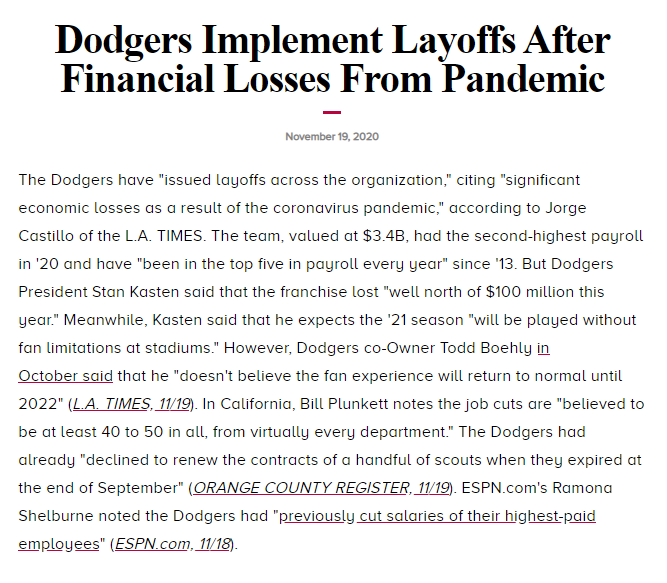 Dodgers Implement Layoffs After
Financial Losses From Pandemic
November 19, 2020
The Dodgers have "issued layoffs across the organization," citing "significant
economic losses as a result of the coronavirus pandemic," according to Jorge
Castillo of the L.A. TIMES. The team, valued at $3.4B, had the second-highest payroll
in '20 and have "been in the top five in payroll every year" since '13. But Dodgers
President Stan Kasten said that the franchise lost "well north of $100 million this
year." Meanwhile, Kasten said that he expects the '21 season "will be played without
fan limitations at stadiums." However, Dodgers co-Owner Todd Boehly in
October said that he "doesn't believe the fan experience will return to normal until
2022" (L.A. TIMES, 11/19). In California, Bill Plunkett notes the job cuts are "believed to
be at least 40 to 50 in all, from virtually every department." The Dodgers had
already "declined to renew the contracts of a handful of scouts when they expired at
the end of September" (ORANGE COUNTY REGISTER, 11/19). ESPN.com's Ramona
Shelburne noted the Dodgers had "previously cut salaries of their highest-paid
employees" (ESPN.com, 11/18).